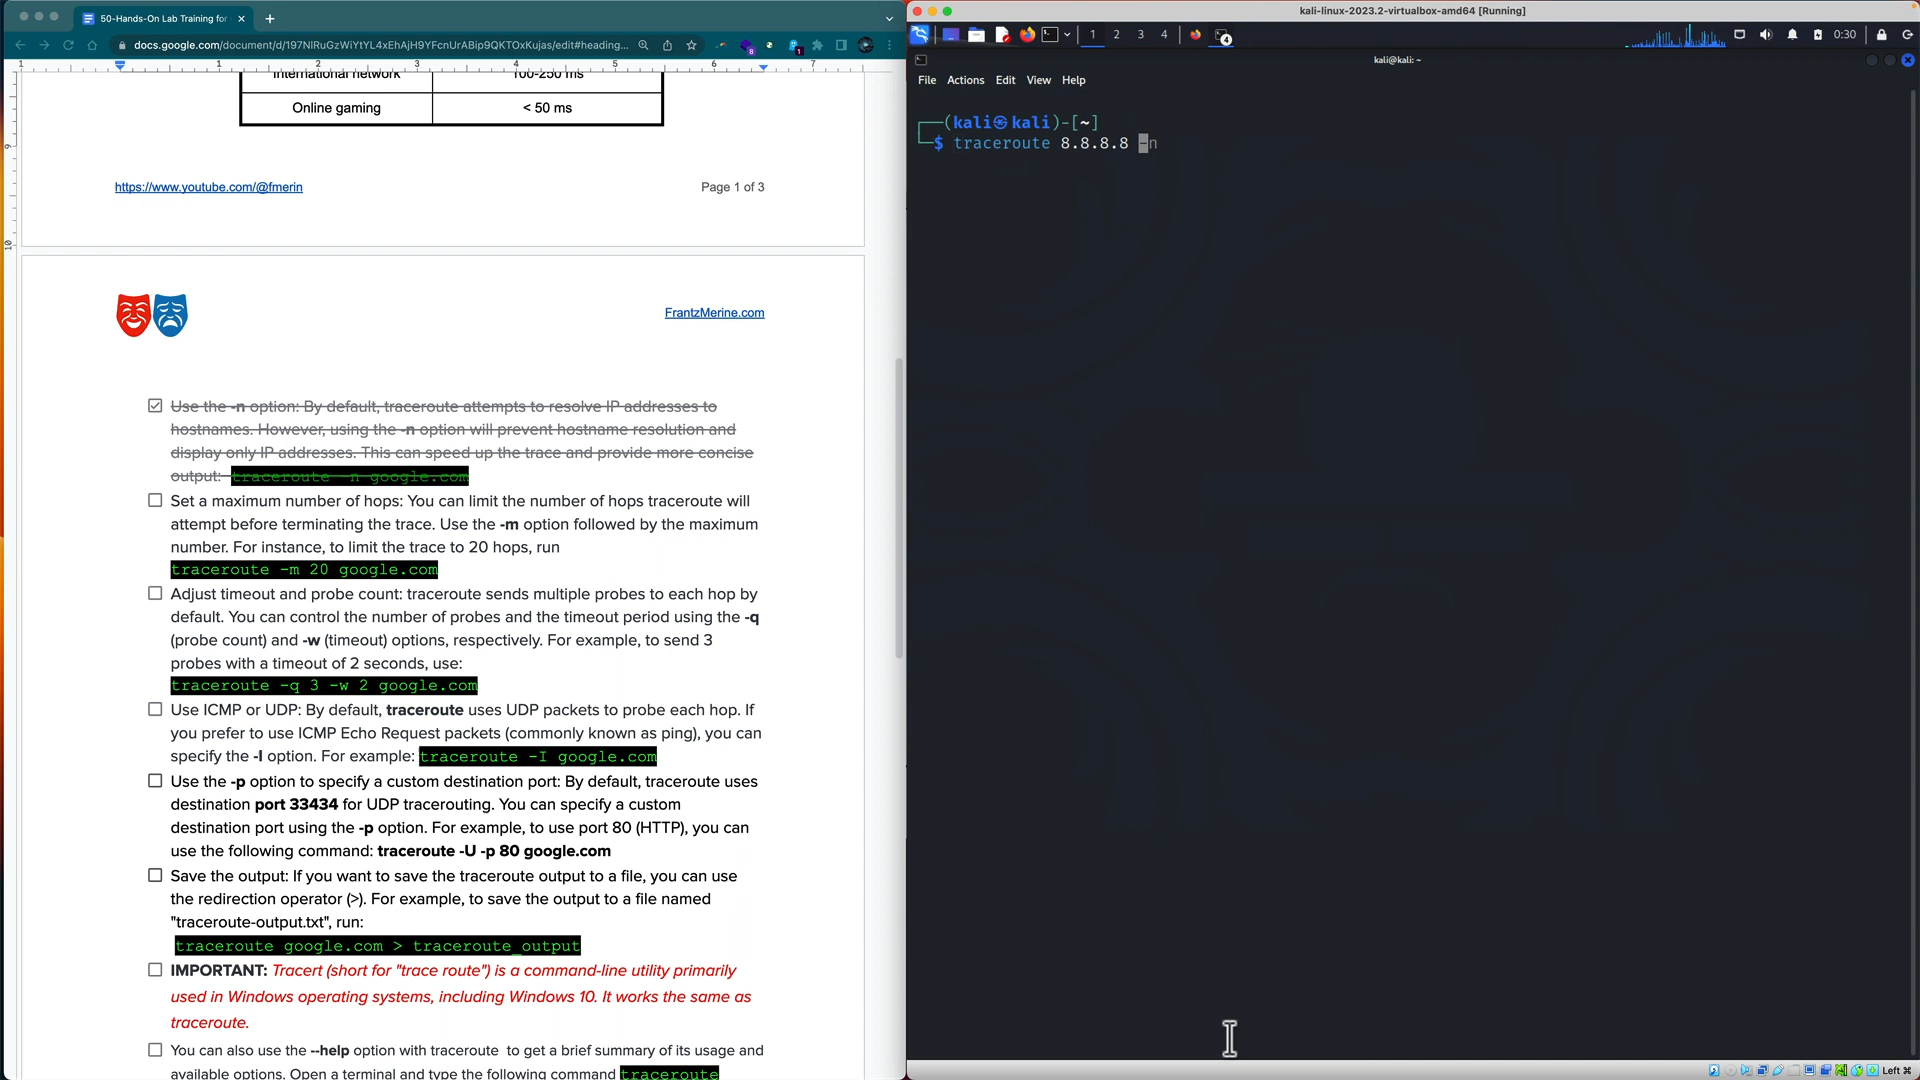 50-Hands-On Lab Training for
docs.google.com/document/d/197NlRuGzWiYtYL4xEhAjH9YFcnUrABip9QKTOxKujas/edit#heading...
1 1 2 3 4 5 6 7
International network 100-250 ms
Online gaming < 50 ms
9
https://www.youtube.com/@fmerin Page 1 of 3
10
FrantzMerine.com
Use the -n option: By default, traceroute attempts to resolve IP addresses to
hostnames. However, using the -n option will prevent hostname resolution and
display only IP addresses. This can speed up the trace and provide more concise
output: traceroute -n google.com
Set a maximum number of hops: You can limit the number of hops traceroute will
attempt before terminating the trace. Use the -m option followed by the maximum
number. For instance, to limit the trace to 20 hops, run
traceroute -m 20 google.com
Adjust timeout and probe count: traceroute sends multiple probes to each hop by
default. You can control the number of probes and the timeout period using the -q
(probe count) and -w (timeout) options, respectively. For example, to send 3
probes with a timeout of 2 seconds, use:
traceroute -q 3 -w 2 google.com
Use ICMP or UDP: By default, traceroute uses UDP packets to probe each hop. If
you prefer to use ICMP Echo Request packets (commonly known as ping), you can
specify the -I option. For example: traceroute -I google.com
Use the -p option to specify a custom destination port: By default, traceroute uses
destination port 33434 for UDP tracerouting. You can specify a custom
destination port using the -p option. For example, to use port 80 (HTTP), you can
use the following command: traceroute -U -p 80 google.com
Save the output: If you want to save the traceroute output to a file, you can use
the redirection operator (>). For example, to save the output to a file named
"traceroute-output.txt", run:
traceroute google.com > traceroute_output
IMPORTANT: Tracert (short for "trace route") is a command-line utility primarily
used in Windows operating systems, including Windows 10. It works the same as
traceroute.
You can also use the --help option with traceroute to get a brief summary of its usage and
available options. Open a terminal and type the following command traceroute
kali-linux-2023.2-virtualbox-amd64 [Running]
1 2 3 4 4 0:30
kali@kali: ~
File Actions Edit View Help
(kali㉿kali)-[~]
$ traceroute 8.8.8.8 -n
Left ⌘